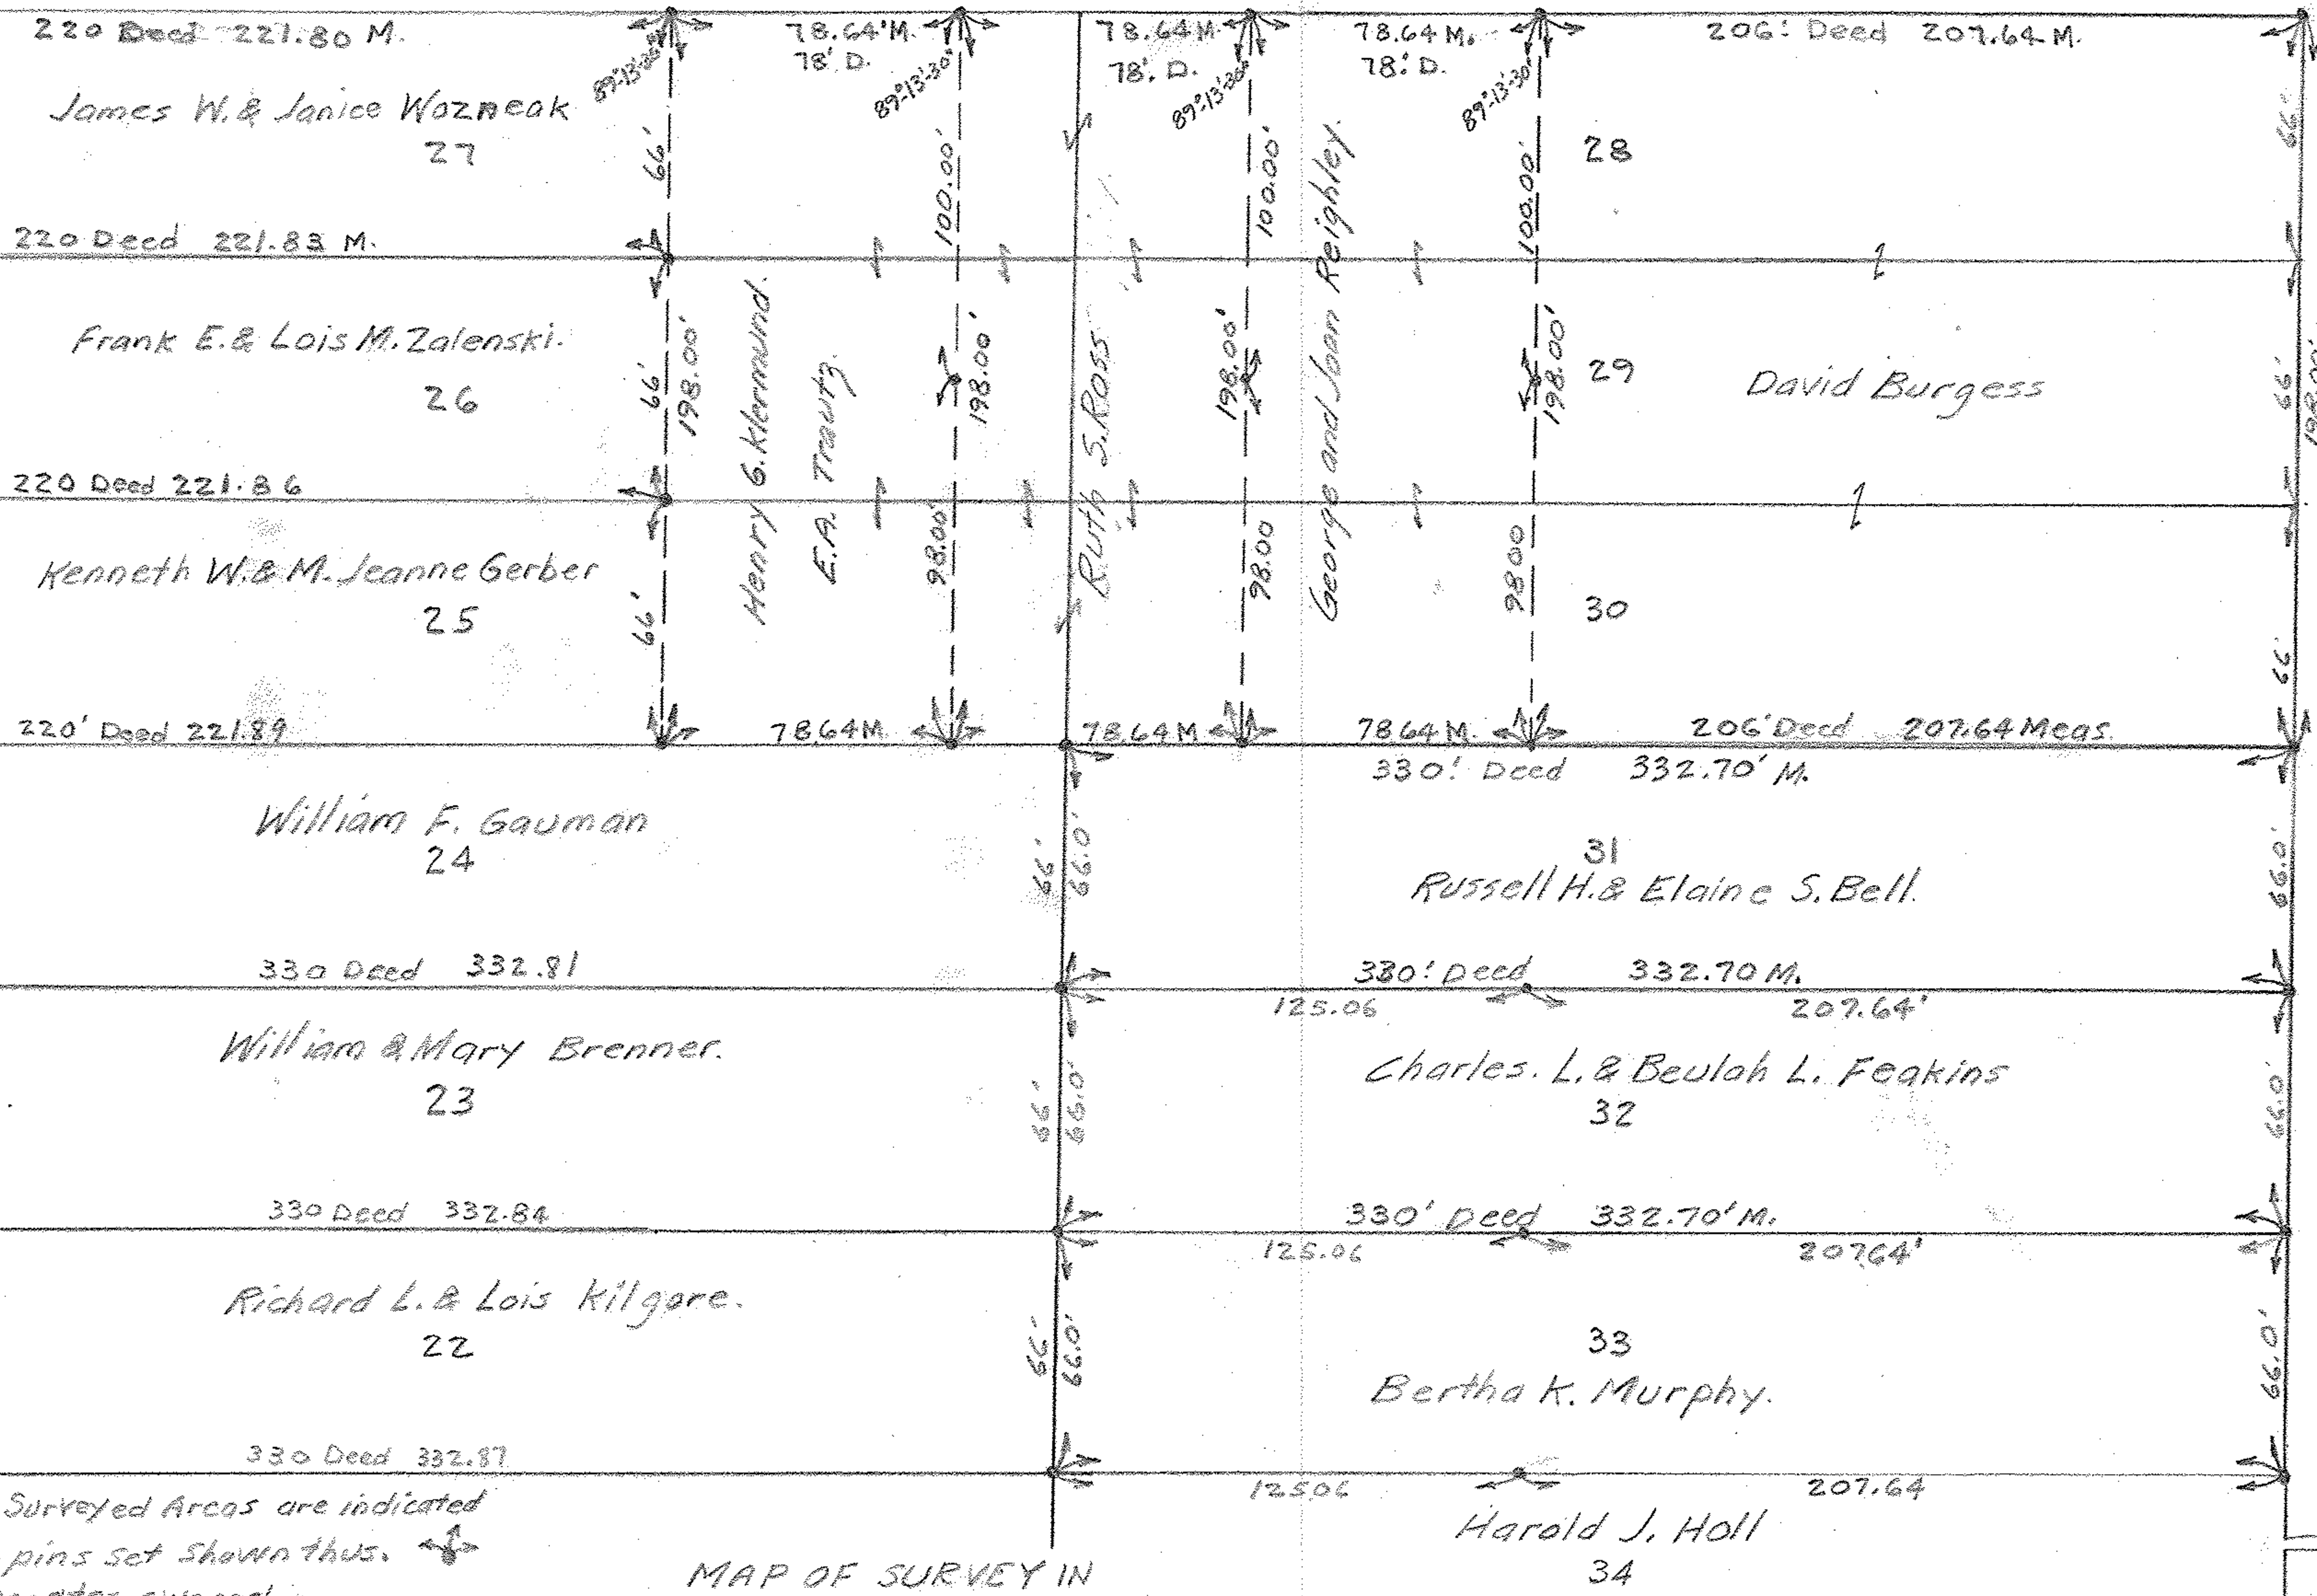 220 Deed 221.80 M.
78.64'M.
78' D.
78.64 M.
78'. D.
78.64 M.
78'. D.
206' Deed 207.64 M.
89°-13'-30"
89°-13'-30"
89°-13'-30"
89°-13'-30"
James W. & Janice Wozneak
27
66'
100.00'
100.00'
100.00'
28
66'
220 Deed 221.83 M.
Frank E. & Lois M. Zalenski.
26
66'
198.00'
Henry G. Klermund.
E.A. Trautz.
198.00'
Ruth S. Ross
198.00'
George and Joan Reighley.
198.00'
29
David Burgess
66'
220 Deed 221.86
Kenneth W. & M. Jeanne Gerber
25
66'
98.00'
98.00
98 00
30
66'
220' Deed 221.89
78.64 M
78.64 M
78.64 M.
206' Deed 207.64 Meas.
330' Deed 332.70' M.
William F. Gauman
24
66'
66.0'
31
Russell H. & Elaine S. Bell.
66.0'
330 Deed 332.81
330' Deed 332.70 M.
125.06
207.64'
William & Mary Brenner.
23
66'
66.0'
Charles. L. & Beulah L. Feakins
32
66.0'
330 Deed 332.84
330' Deed 332.70' M.
125.06
207.64'
Richard L. & Lois Kilgore.
22
66'
66.0'
33
Bertha K. Murphy.
66.0'
330 Deed 332.87
125.06
207.64
Surveyed Areas are indicated
pins set shown thus.
Harold J. Holl
34
MAP OF SURVEY IN